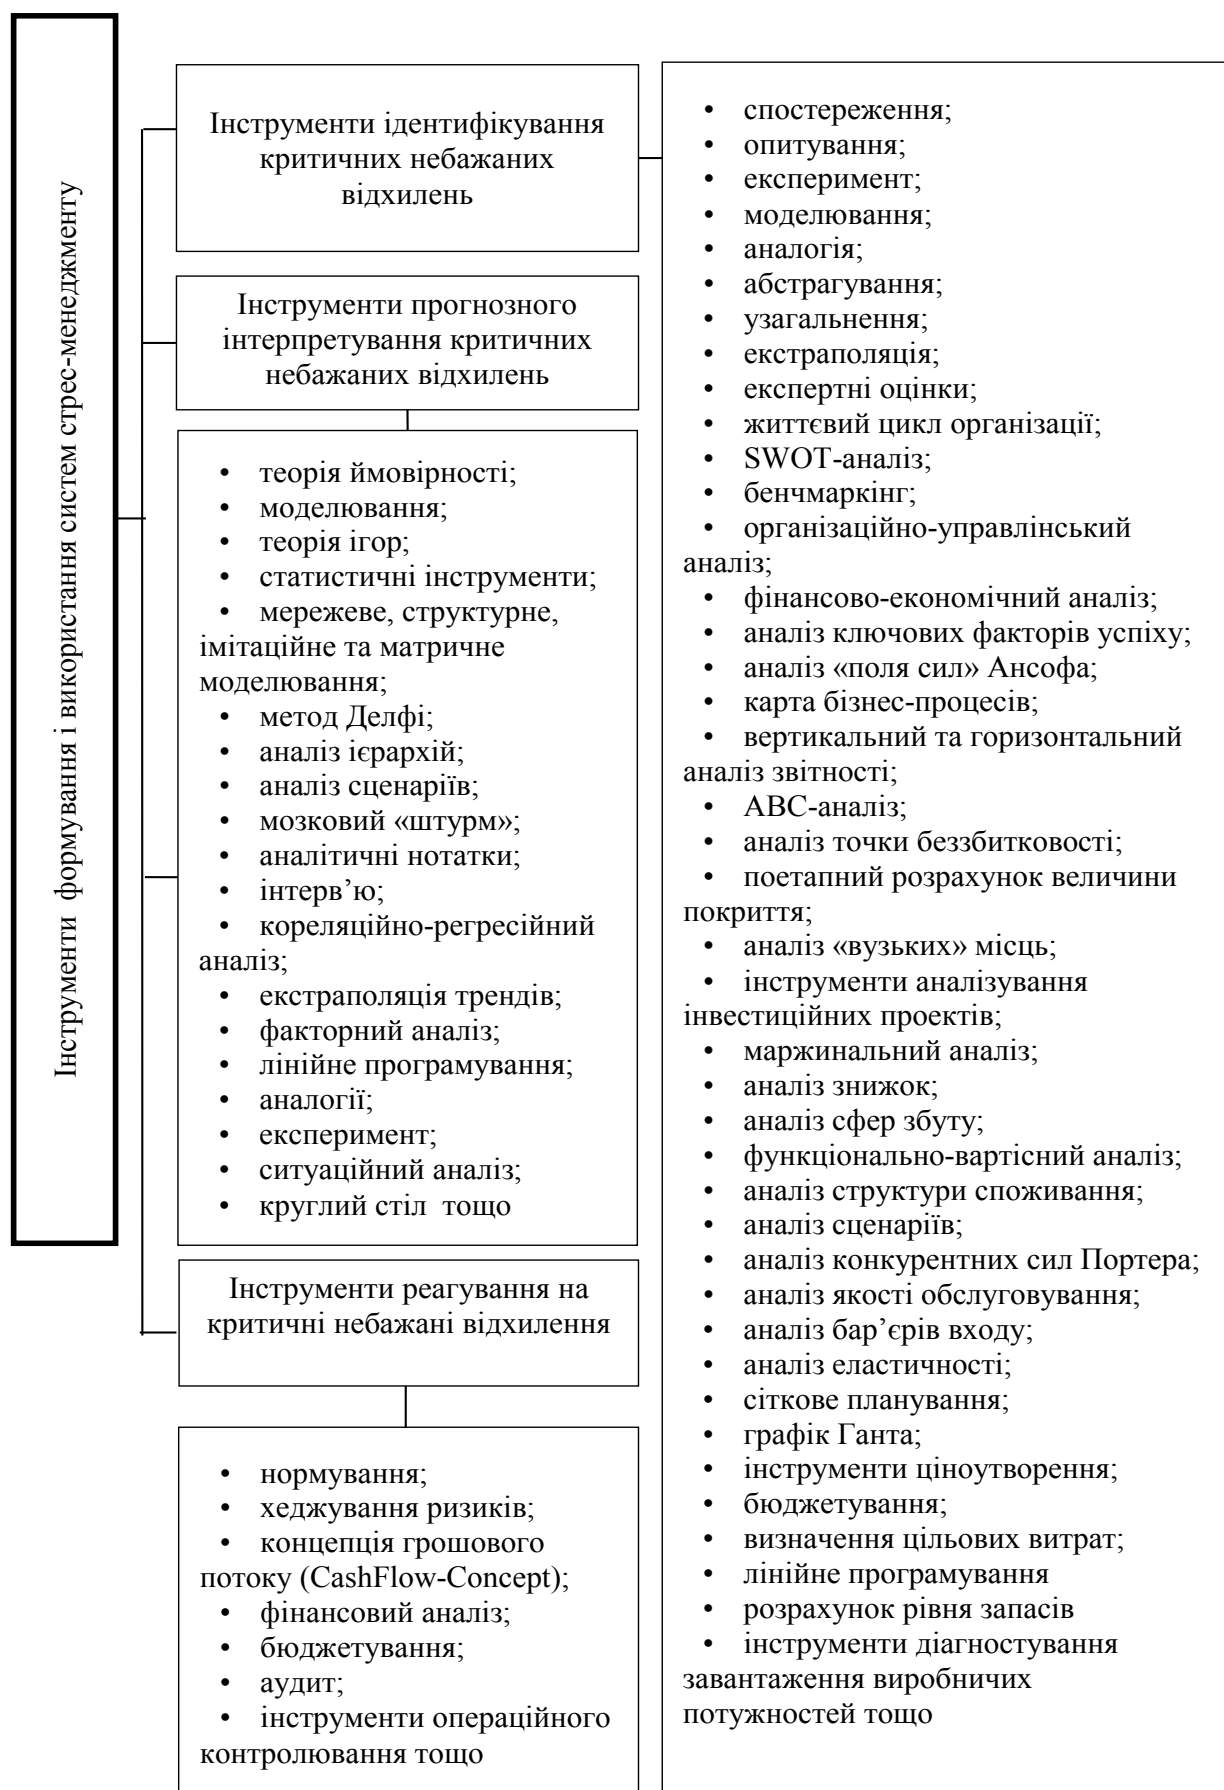 Інструменти формування і використання систем стрес-менеджменту
Інструменти ідентифікування
критичних небажаних
відхилень
• спостереження;
• опитування;
• експеримент;
• моделювання;
• аналогія;
• абстрагування;
• узагальнення;
• екстраполяція;
• експертні оцінки;
• життєвий цикл організації;
• SWOT-аналіз;
• бенчмаркінг;
• організаційно-управлінський
аналіз;
• фінансово-економічний аналіз;
• аналіз ключових факторів успіху;
• аналіз «поля сил» Ансофа;
• карта бізнес-процесів;
• вертикальний та горизонтальний
аналіз звітності;
• АВС-аналіз;
• аналіз точки беззбитковості;
• поетапний розрахунок величини
покриття;
• аналіз «вузьких» місць;
• інструменти аналізування
інвестиційних проектів;
• маржинальний аналіз;
• аналіз знижок;
• аналіз сфер збуту;
• функціонально-вартісний аналіз;
• аналіз структури споживання;
• аналіз сценаріїв;
• аналіз конкурентних сил Портера;
• аналіз якості обслуговування;
• аналіз бар’єрів входу;
• аналіз еластичності;
• сіткове планування;
• графік Ганта;
• інструменти ціноутворення;
• бюджетування;
• визначення цільових витрат;
• лінійне програмування
• розрахунок рівня запасів
• інструменти діагностування
завантаження виробничих
потужностей тощо
Інструменти прогнозного
інтерпретування критичних
небажаних відхилень
• теорія ймовірності;
• моделювання;
• теорія ігор;
• статистичні інструменти;
• мережеве, структурне,
імітаційне та матричне
моделювання;
• метод Делфі;
• аналіз ієрархій;
• аналіз сценаріїв;
• мозковий «штурм»;
• аналітичні нотатки;
• інтерв’ю;
• кореляційно-регресійний
аналіз;
• екстраполяція трендів;
• факторний аналіз;
• лінійне програмування;
• аналогії;
• експеримент;
• ситуаційний аналіз;
• круглий стіл тощо
Інструменти реагування на
критичні небажані відхилення
• нормування;
• хеджування ризиків;
• концепція грошового
потоку (CashFlow-Concept);
• фінансовий аналіз;
• бюджетування;
• аудит;
• інструменти операційного
контролювання тощо